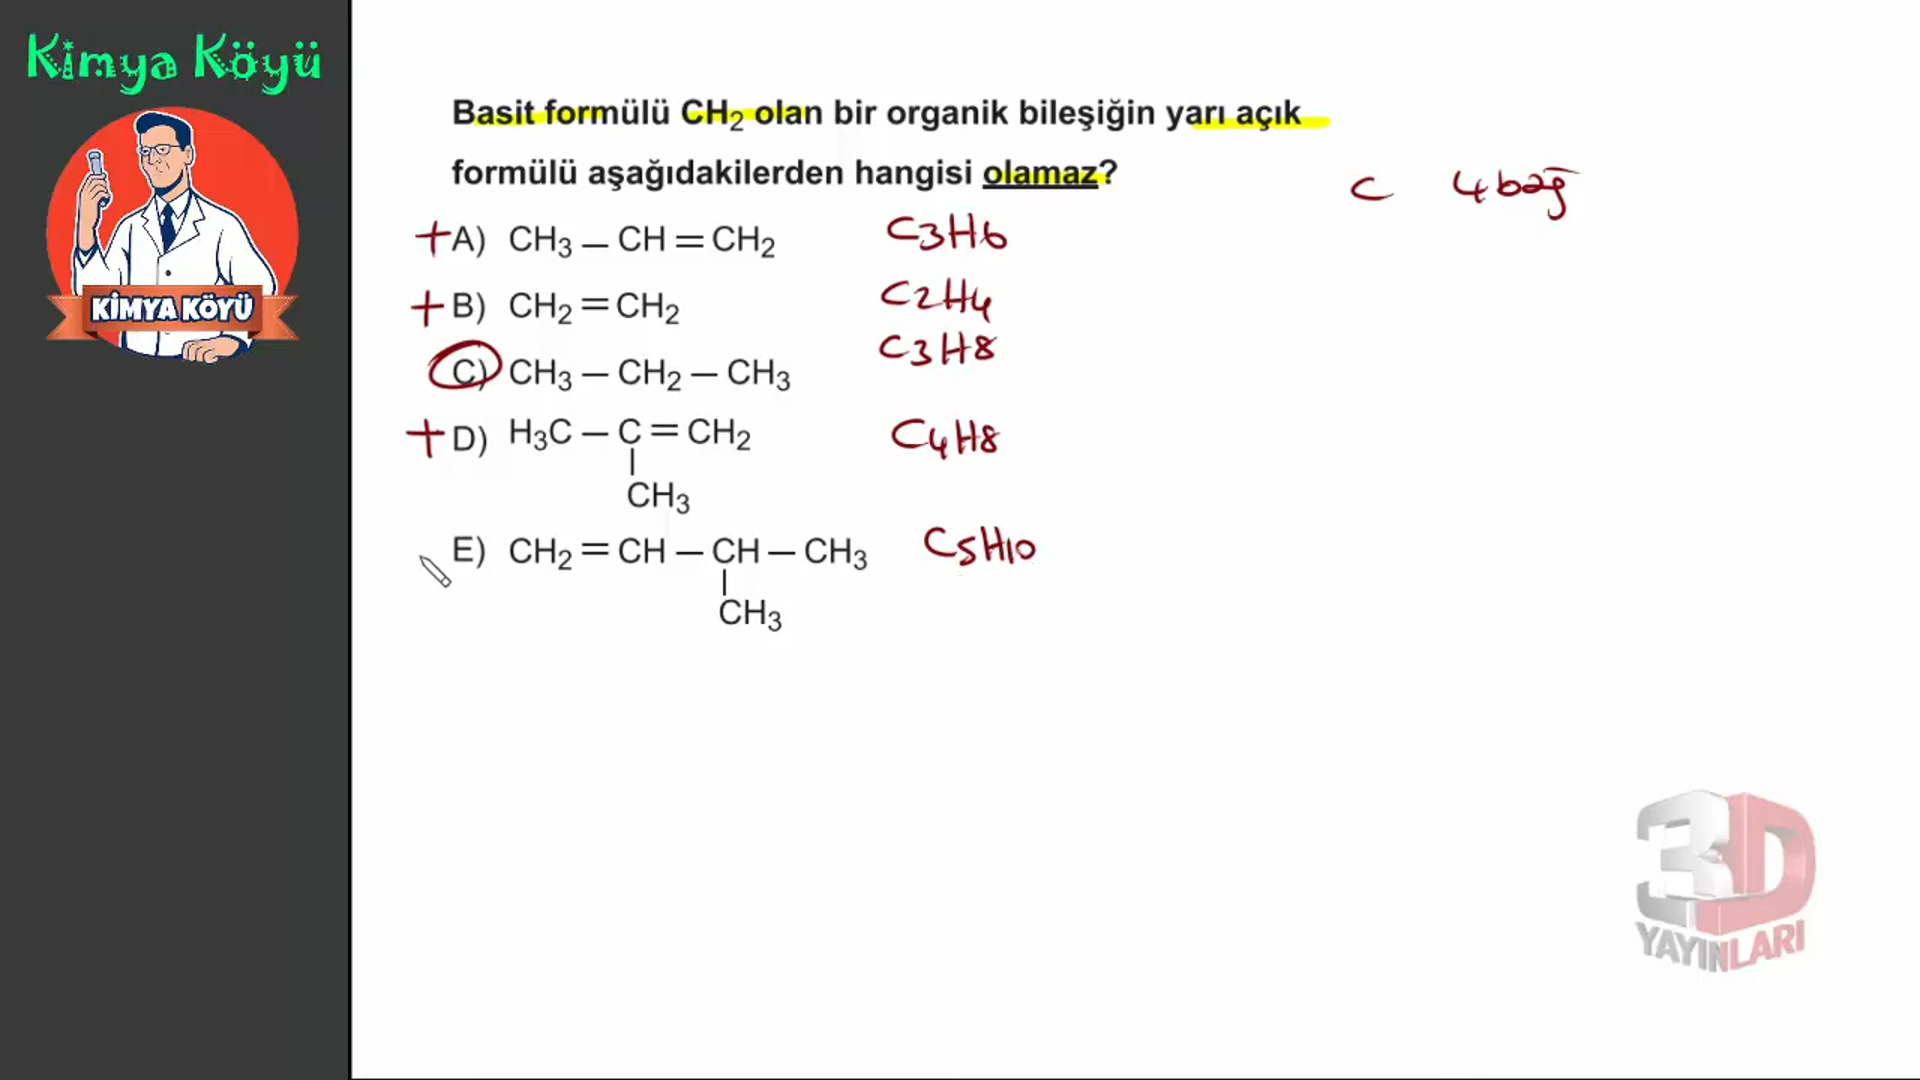 Kimya Köyü
KİMYA KÖYÜ
Basit formülü CH₂ olan bir organik bileşiğin yarı açık
formülü aşağıdakilerden hangisi olamaz?
C 4 bağ
+ A) CH₃ – CH = CH₂ C3H6
+ B) CH₂ = CH₂ C2H4
C) CH₃ – CH₂ – CH₃ C3H8
+ D) H₃C – C = CH₂ C4H8
|
CH₃
E) CH₂ = CH – CH – CH₃ C5H10
|
CH₃
3D
YAYINLARI